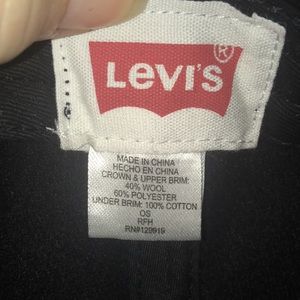 LEVI'S ®
MADE IN CHINA
HECHO EN CHINA
CROWN & UPPER BRIM:
40% WOOL
60% POLYESTER
UNDER BRIM: 100% COTTON
OS
RFH
RN#129919